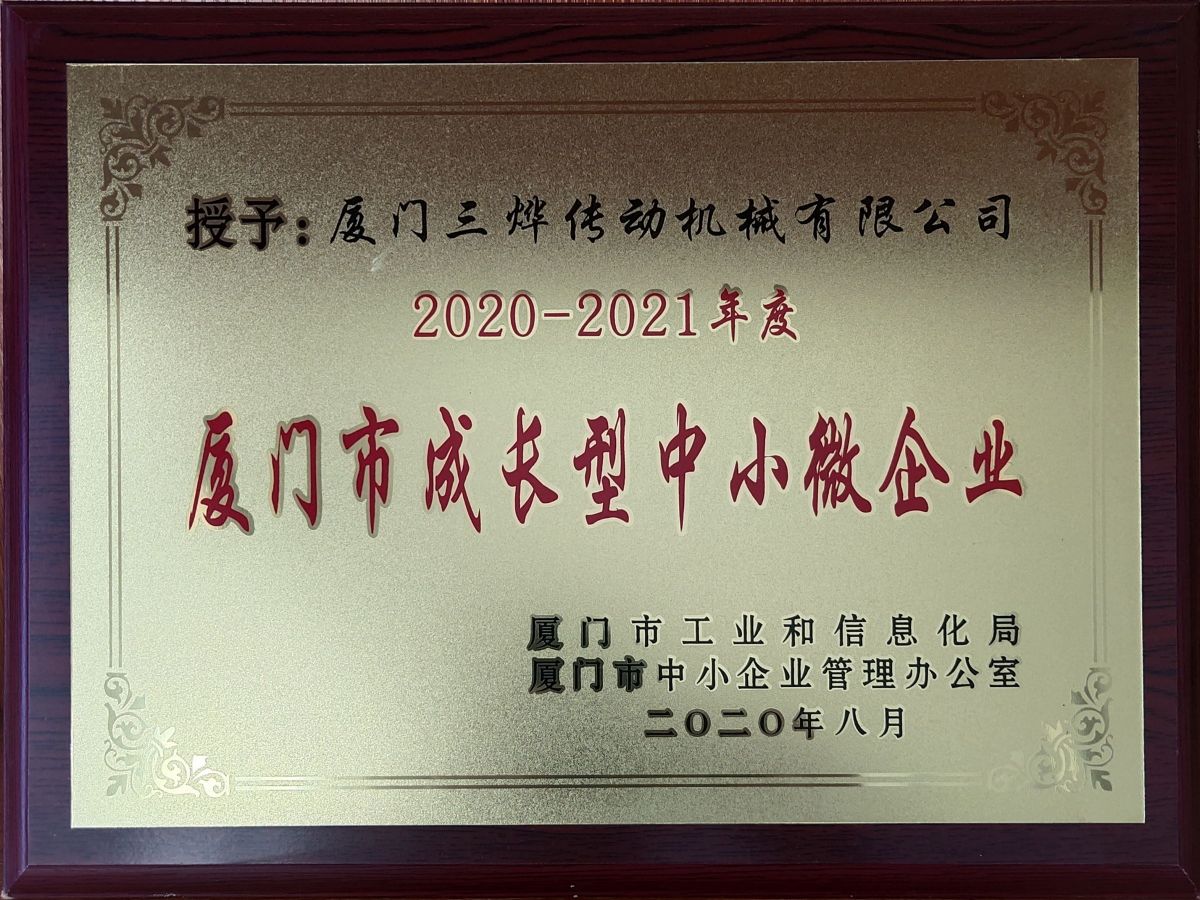 授予：厦门三烨传动机械有限公司
2020-2021年度
厦门市成长型中小微企业
厦门市工业和信息化局
厦门市中小企业管理办公室
二〇二〇年八月